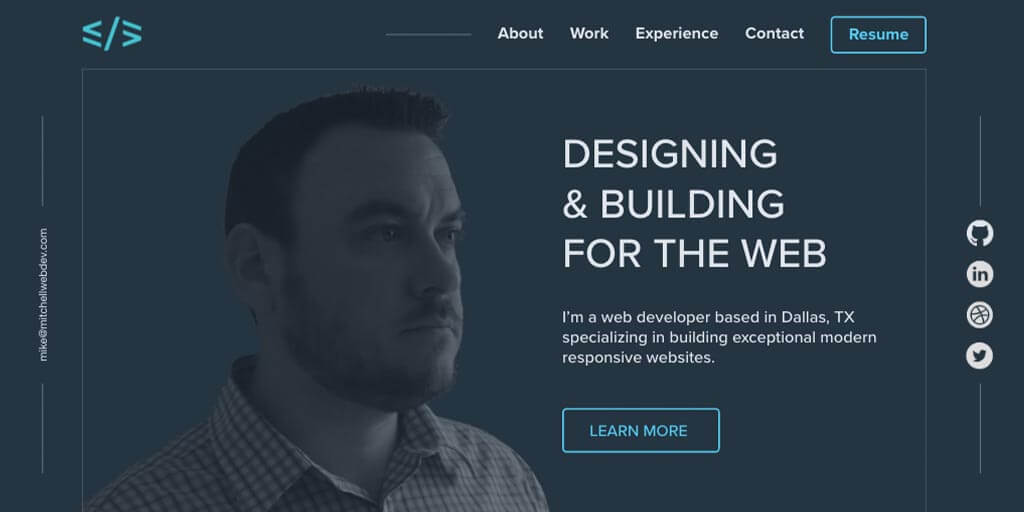 </>
About Work Experience Contact Resume
DESIGNING
& BUILDING
FOR THE WEB
I'm a web developer based in Dallas, TX
specializing in building exceptional modern
responsive websites.
LEARN MORE
mike@mitchellwebdev.com
in